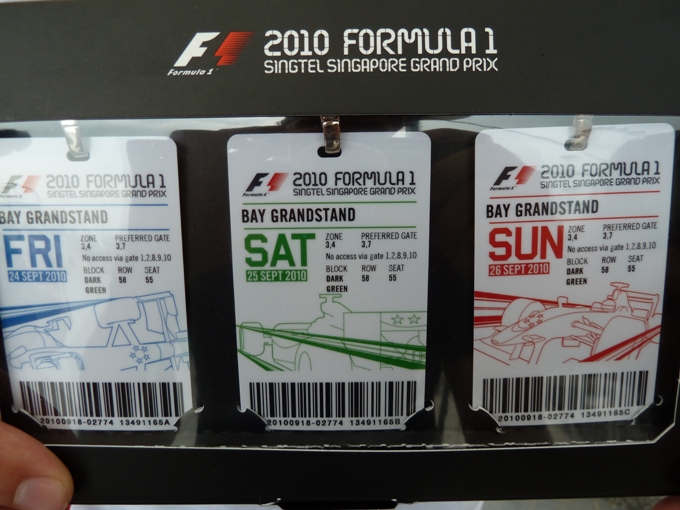 F1 2010 FORMULA 1
Formula 1 SINGTEL SINGAPORE GRAND PRIX
F1 2010 FORMULA 1
Formula 1 SINGTEL SINGAPORE GRAND PRIX
BAY GRANDSTAND
FRI
24 SEPT 2010
ZONE PREFERRED GATE
3,4 3,7
No access via gate 1,2,8,9,10
BLOCK ROW SEAT
DARK 58 55
GREEN
20100918-02774 13491165A
F1 2010 FORMULA 1
Formula 1 SINGTEL SINGAPORE GRAND PRIX
BAY GRANDSTAND
SAT
25 SEPT 2010
ZONE PREFERRED GATE
3,4 3,7
No access via gate 1,2,8,9,10
BLOCK ROW SEAT
DARK 58 55
GREEN
20100918-02774 13491165B
F1 2010 FORMULA 1
Formula 1 SINGTEL SINGAPORE GRAND PRIX
BAY GRANDSTAND
SUN
26 SEPT 2010
ZONE PREFERRED GATE
3,4 3,7
No access via gate 1,2,8,9,10
BLOCK ROW SEAT
DARK 58 55
GREEN
20100918-02774 13491165C